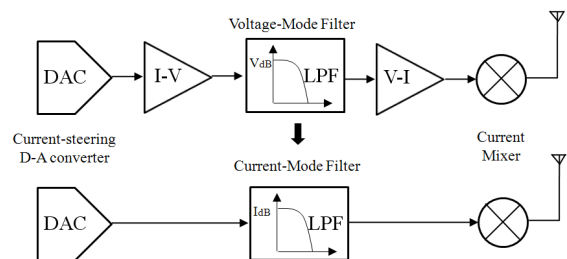 Voltage-Mode Filter
DAC
I-V
VdB
LPF
V-I
Current-steering
D-A converter
Current
Mixer
Current-Mode Filter
DAC
IdB
LPF